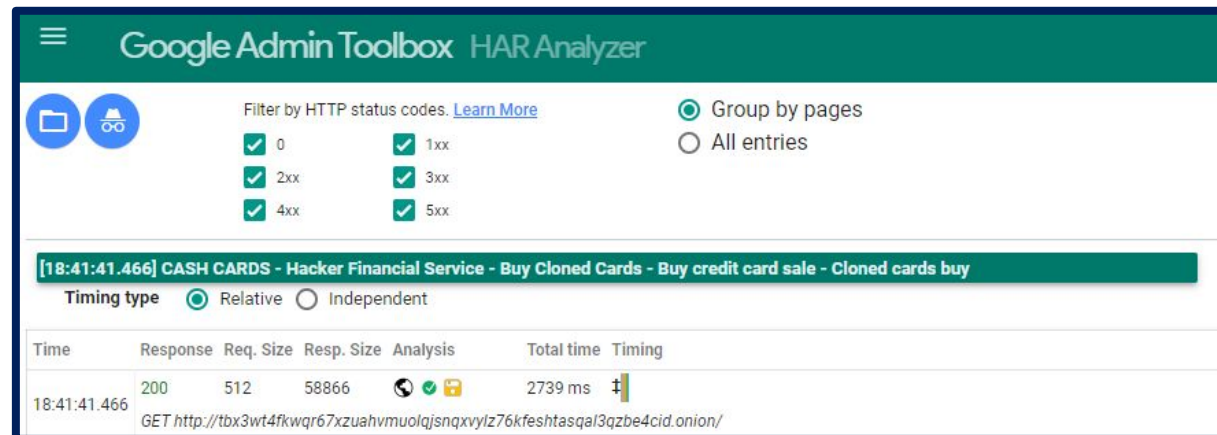 Google Admin Toolbox HAR Analyzer
Filter by HTTP status codes. Learn More
Group by pages
0
1xx
All entries
2xx
3xx
4xx
5xx
[18:41:41.466] CASH CARDS - Hacker Financial Service - Buy Cloned Cards - Buy credit card sale - Cloned cards buy
Timing type Relative Independent
Time Response Req. Size Resp. Size Analysis Total time Timing
18:41:41.466 200 512 58866 2739 ms
GET http://tbx3wt4fkwqr67xzuahvmuolqjsnqxvylz76kfeshtasqal3qzbe4cid.onion/